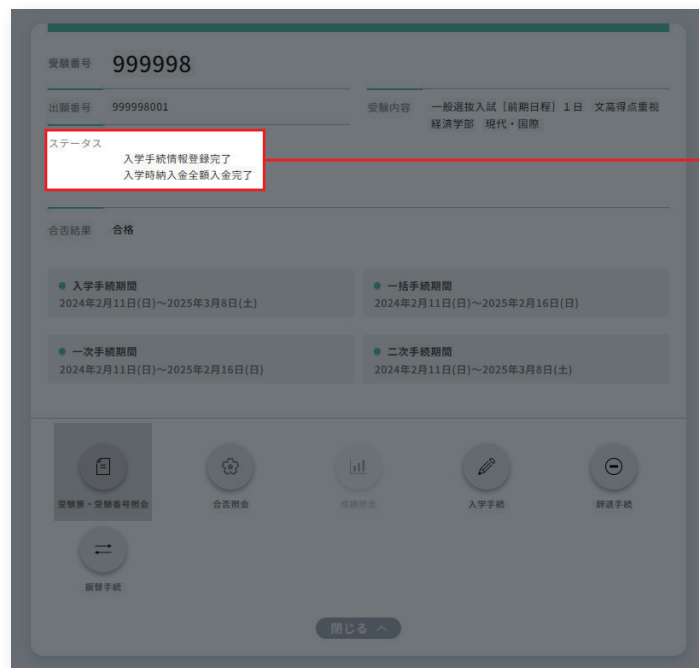 受験番号 999998
出願番号 999998001
受験内容 一般選抜入試［前期日程］１日 文高得点重視
経済学部 現代・国際
ステータス
入学手続情報登録完了
入学時納入金全額入金完了
合否結果 合格
入学手続期間
2024年2月11日(日)～2025年3月8日(土)
一括手続期間
2024年2月11日(日)～2025年2月16日(日)
一次手続期間
2024年2月11日(日)～2025年2月16日(日)
二次手続期間
2024年2月11日(日)～2025年3月8日(土)
受験票・受験番号照会
合否照会
成績照会
入学手続
辞退手続
振替手続
閉じる